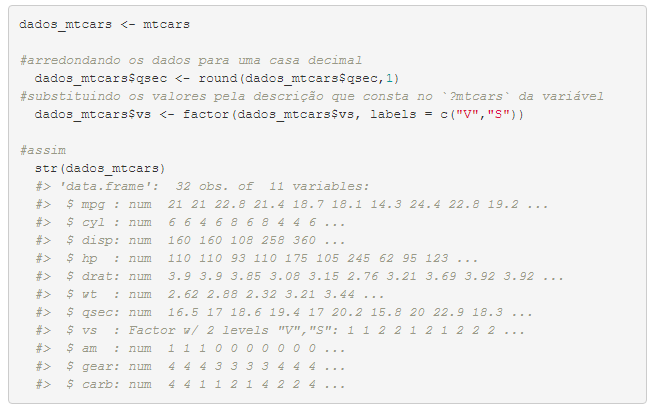 dados_mtcars <- mtcars
#arredondando os dados para uma casa decimal
dados_mtcars$qsec <- round(dados_mtcars$qsec,1)
#substituindo os valores pela descrição que consta no `?mtcars` da variável
dados_mtcars$vs <- factor(dados_mtcars$vs, labels = c("V","S"))
#assim
str(dados_mtcars)
#> 'data.frame':  32 obs. of  11 variables:
#>  $ mpg : num  21 21 22.8 21.4 18.7 18.1 14.3 24.4 22.8 19.2 ...
#>  $ cyl : num  6 6 4 6 8 6 8 4 4 6 ...
#>  $ disp: num  160 160 108 258 360 ...
#>  $ hp  : num  110 110 93 110 175 105 245 62 95 123 ...
#>  $ drat: num  3.9 3.9 3.85 3.08 3.15 2.76 3.21 3.69 3.92 3.92 ...
#>  $ wt  : num  2.62 2.88 2.32 3.21 3.44 ...
#>  $ qsec: num  16.5 17 18.6 19.4 17 20.2 15.8 20 22.9 18.3 ...
#>  $ vs  : Factor w/ 2 levels "V","S": 1 1 2 2 1 2 1 2 2 2 ...
#>  $ am  : num  1 1 1 0 0 0 0 0 0 0 ...
#>  $ gear: num  4 4 4 3 3 3 3 4 4 4 ...
#>  $ carb: num  4 4 1 1 2 1 4 2 2 4 ...